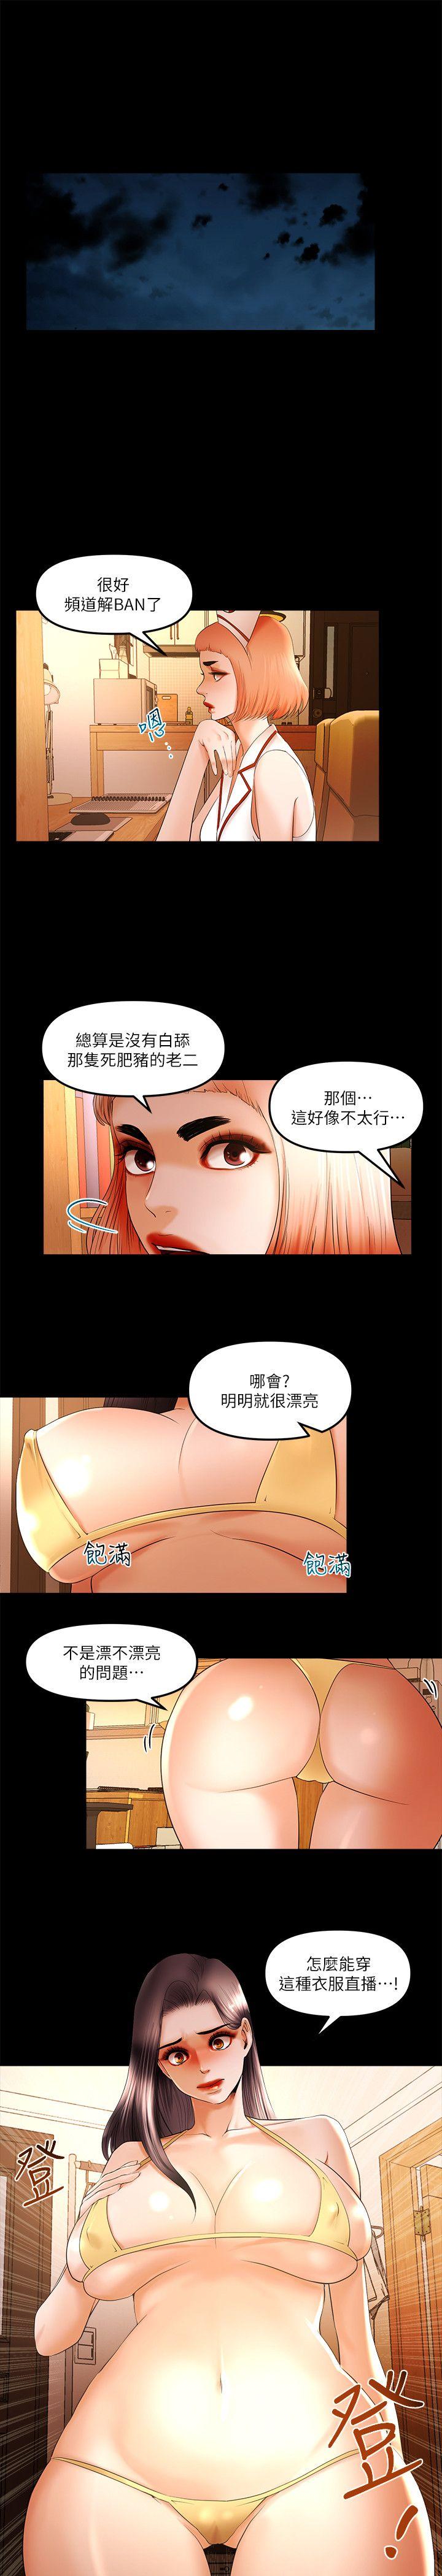 很好
頻道解BAN了
嗯
總算是沒有白舔
那隻死肥豬的老二
那個⋯
這好像不太行⋯
哪會?
明明就很漂亮
飽滿
飽滿
不是漂不漂亮
的問題⋯
怎麼能穿
這種衣服直播⋯!
登
登!